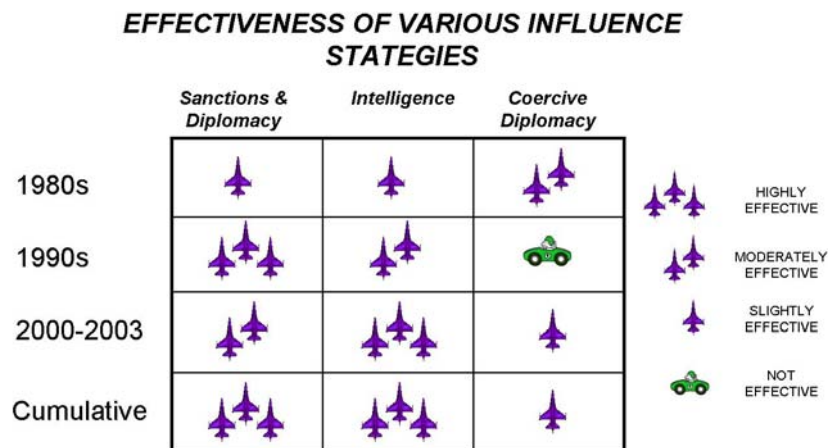 EFFECTIVENESS OF VARIOUS INFLUENCE
STATEGIES
Sanctions &
Diplomacy
Intelligence
Coercive
Diplomacy
1980s
1990s
2000-2003
Cumulative
HIGHLY
EFFECTIVE
MODERATELY
EFFECTIVE
SLIGHTLY
EFFECTIVE
NOT
EFFECTIVE